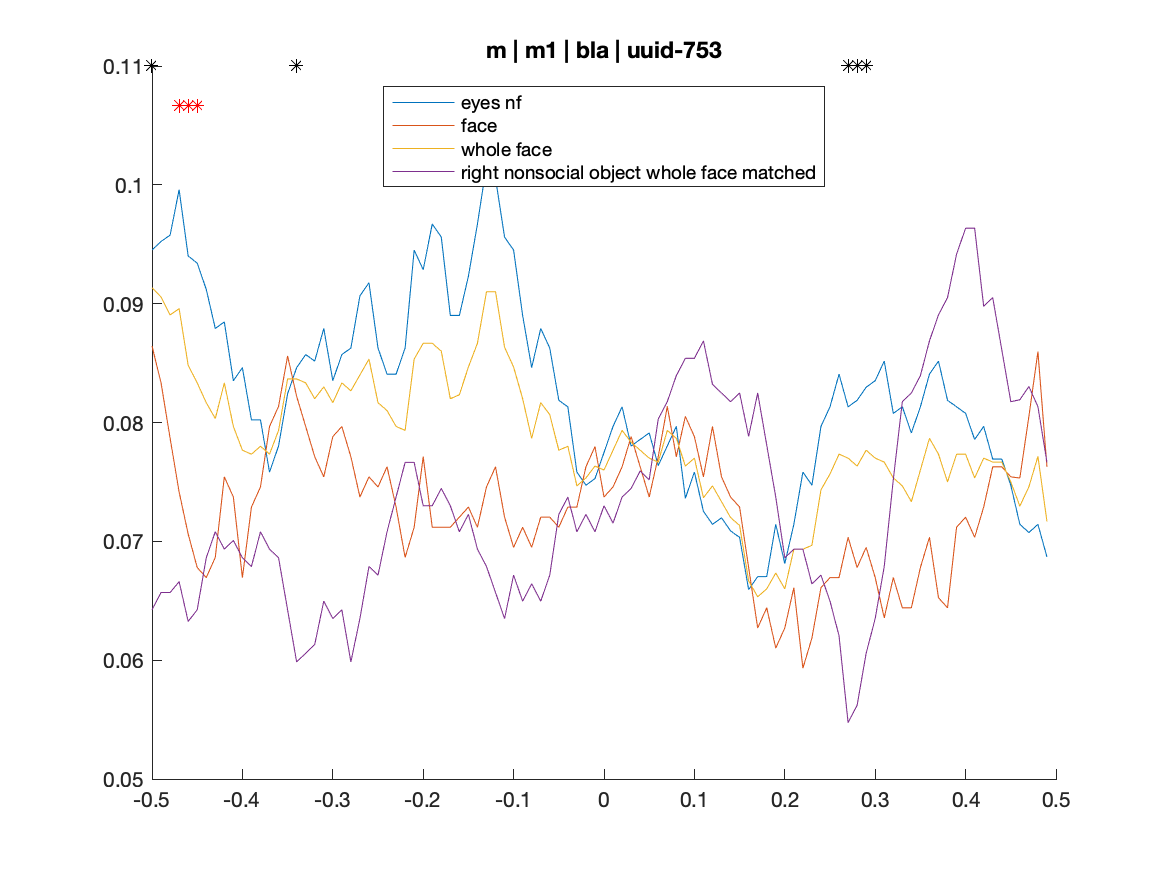 m | m1 | bla | uuid-753
eyes nf
face
whole face
right nonsocial object whole face matched
0.11
0.1
0.09
0.08
0.07
0.06
0.05
-0.5 -0.4 -0.3 -0.2 -0.1 0 0.1 0.2 0.3 0.4 0.5